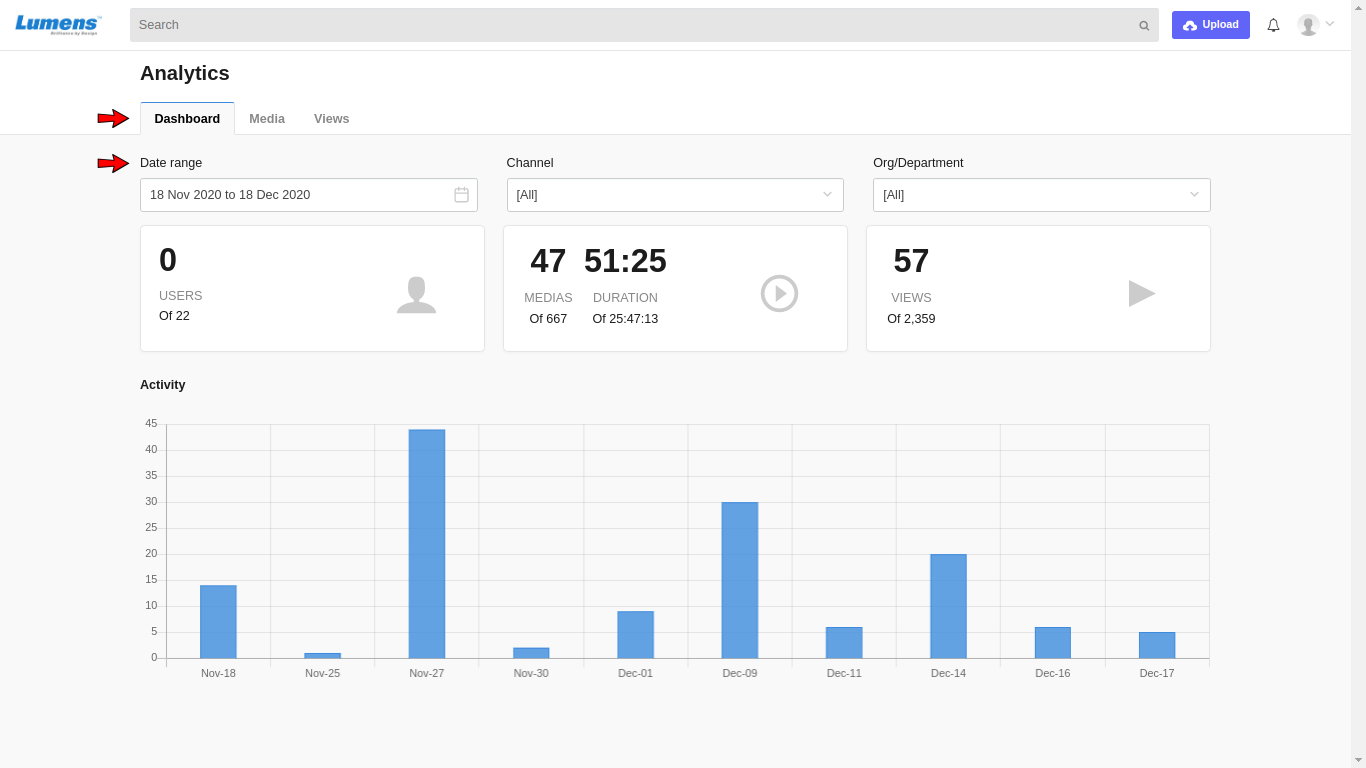 Lumens
Brilliance by Design
Search
Upload
Analytics
Dashboard Media Views
Date range Channel Org/Department
18 Nov 2020 to 18 Dec 2020 [All] [All]
0 47 51:25 57
USERS MEDIAS DURATION VIEWS
Of 22 Of 667 Of 25:47:13 Of 2,359
Activity
45
40
35
30
25
20
15
10
5
0
Nov-18 Nov-25 Nov-27 Nov-30 Dec-01 Dec-09 Dec-11 Dec-14 Dec-16 Dec-17